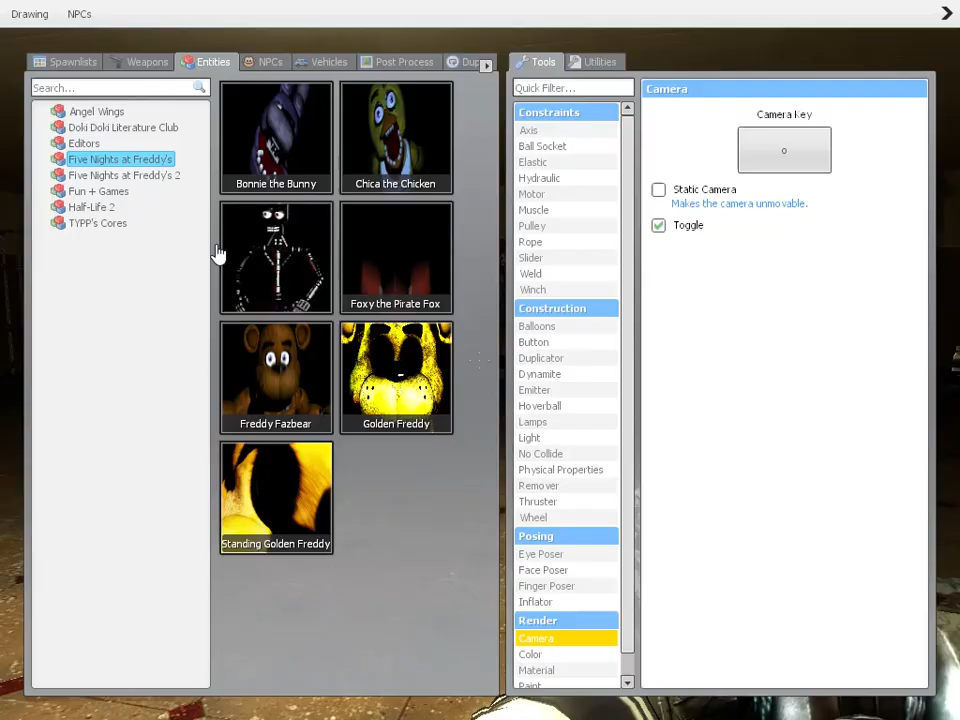 Drawing NPCs
Spawnlists Weapons Entities NPCs Vehicles Post Process Dup
Tools Utilities
Search...
Angel Wings
Doki Doki Literature Club
Editors
Five Nights at Freddy's
Five Nights at Freddy's 2
Fun + Games
Half-Life 2
TYPP's Cores
Bonnie the Bunny
Chica the Chicken
Foxy the Pirate Fox
Freddy Fazbear
Golden Freddy
Standing Golden Freddy
Quick Filter...
Constraints
Axis
Ball Socket
Elastic
Hydraulic
Motor
Muscle
Pulley
Rope
Slider
Weld
Winch
Construction
Balloons
Button
Duplicator
Dynamite
Emitter
Hoverball
Lamps
Light
No Collide
Physical Properties
Remover
Thruster
Wheel
Posing
Eye Poser
Face Poser
Finger Poser
Inflator
Render
Camera
Color
Material
Paint
Camera
Camera Key
o
Static Camera
Makes the camera unmovable.
Toggle